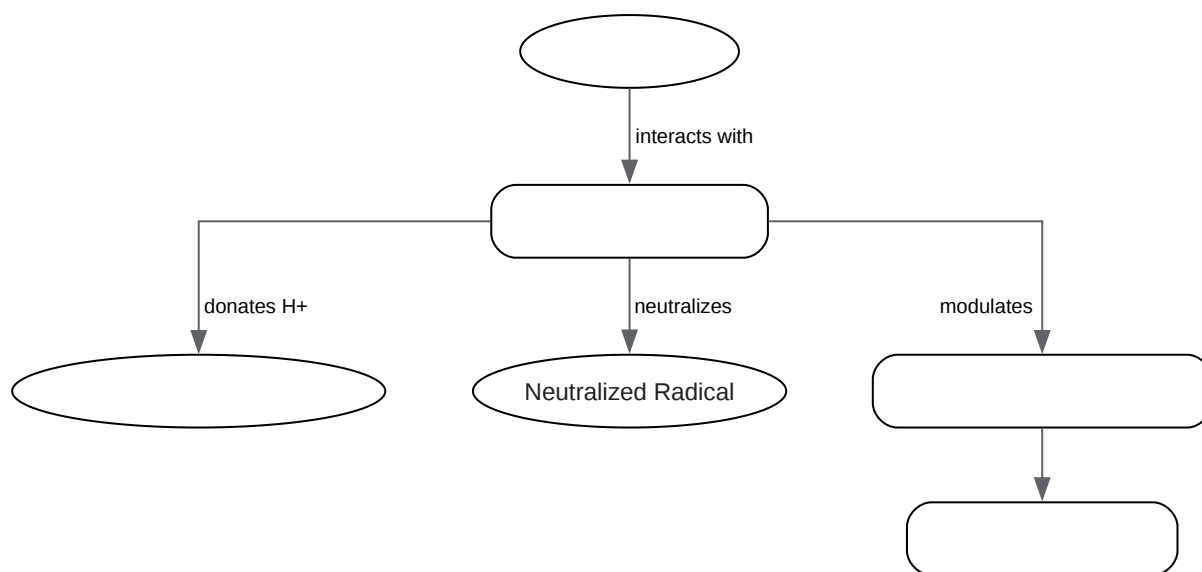 interacts with
donates H+
neutralizes
modulates
Neutralized Radical